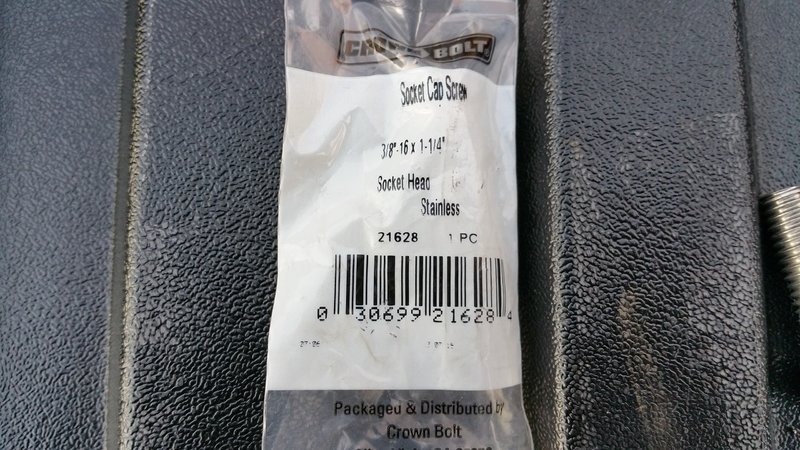 CROWN BOLT
Socket Cap Screw
3/8"-16 x 1-1/4"
Socket Head
Stainless
21628 1 PC
0 30699 21628 4
Packaged & Distributed by
Crown Bolt